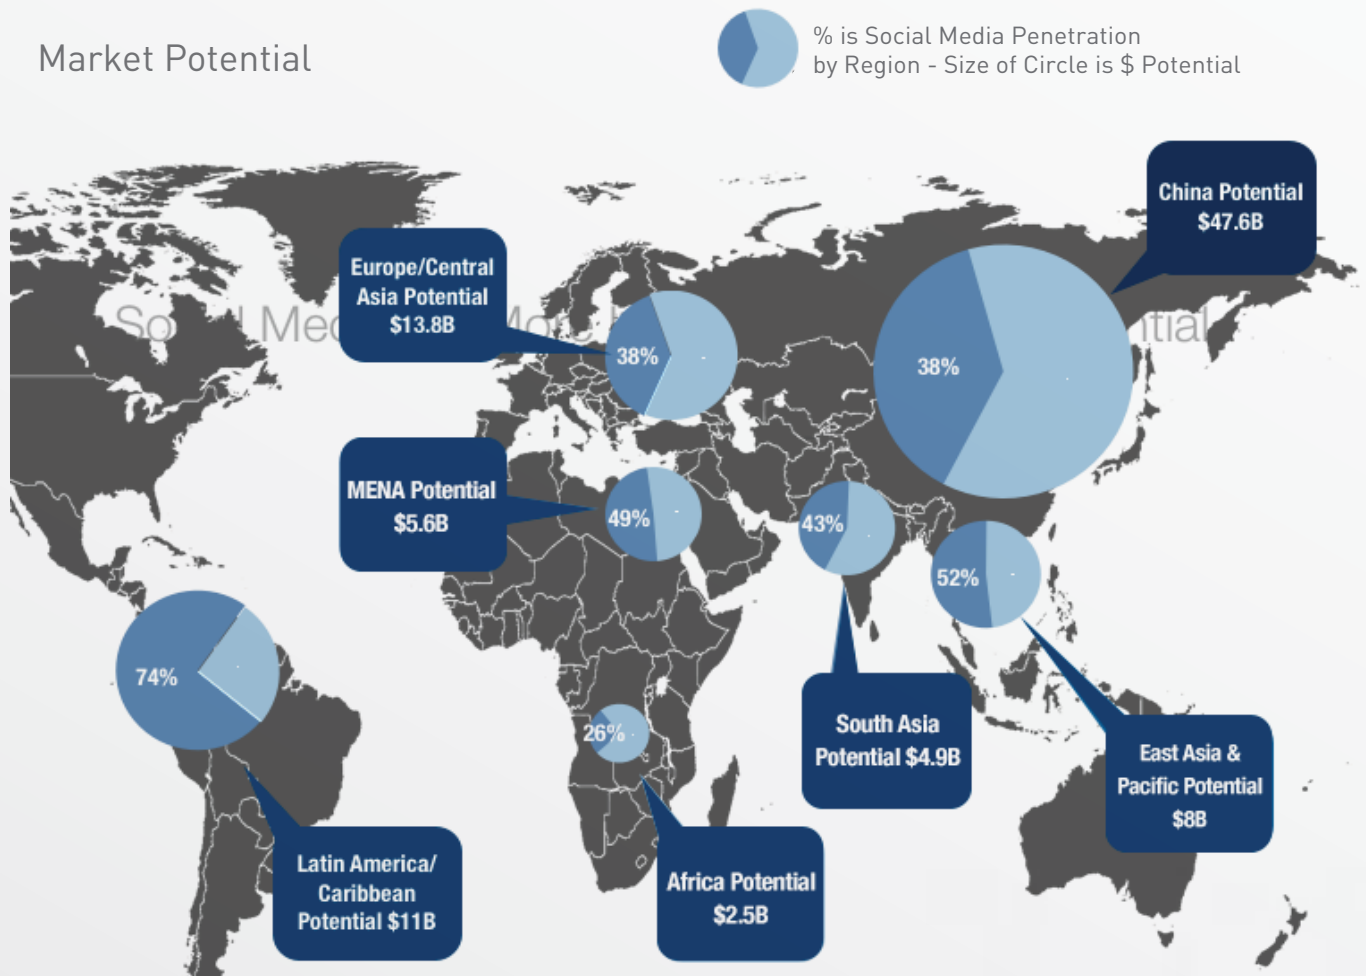 Market Potential
% is Social Media Penetration
by Region - Size of Circle is $ Potential
China Potential
$47.6B
Europe/Central
Asia Potential
$13.8B
38%
38%
MENA Potential
$5.6B
49%
43%
52%
74%
26%
South Asia
Potential $4.9B
East Asia &
Pacific Potential
$8B
Latin America/
Caribbean
Potential $11B
Africa Potential
$2.5B